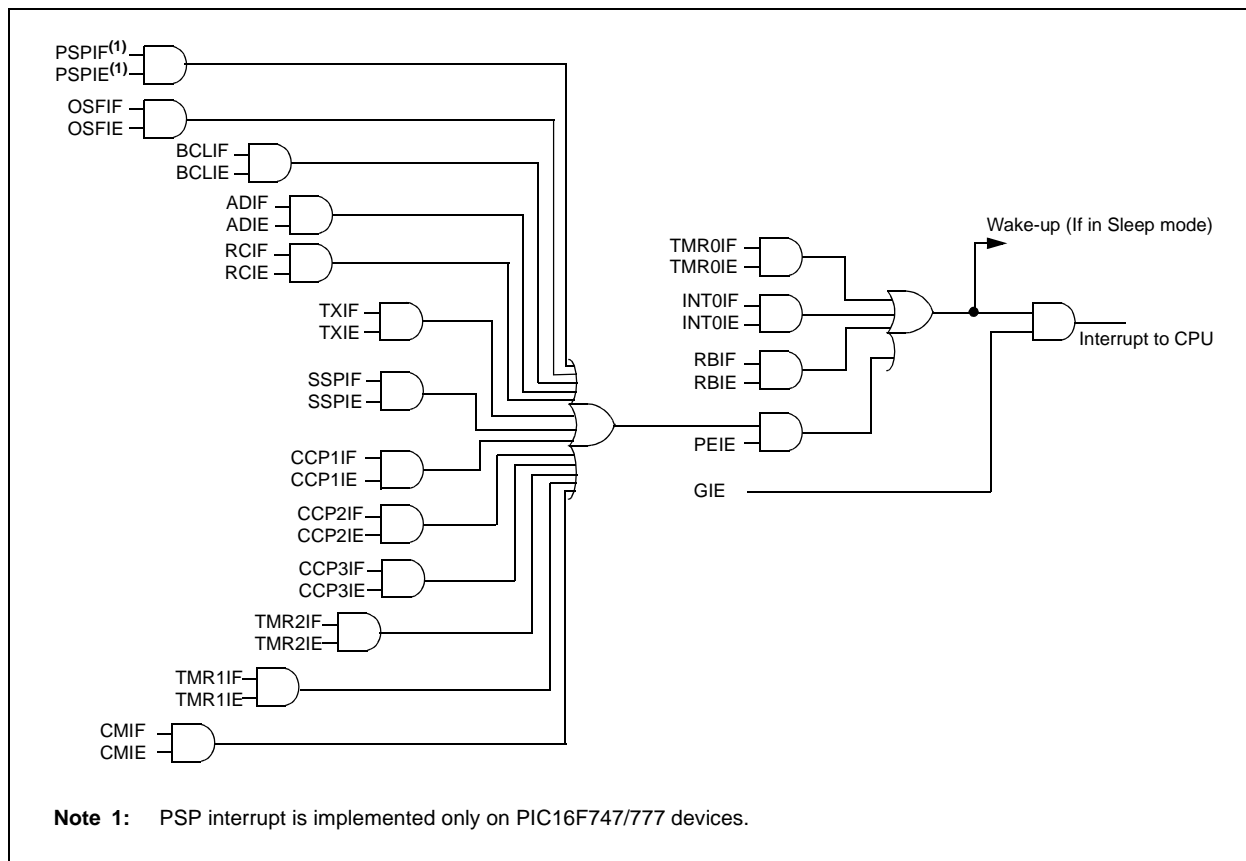 PSPIF(1)
PSPIE(1)
OSFIF
OSFIE
BCLIF
BCLIE
ADIF
ADIE
RCIF
RCIE
TXIF
TXIE
SSPIF
SSPIE
CCP1IF
CCP1IE
CCP2IF
CCP2IE
CCP3IF
CCP3IE
TMR2IF
TMR2IE
TMR1IF
TMR1IE
CMIF
CMIE
TMR0IF
TMR0IE
INT0IF
INT0IE
RBIF
RBIE
PEIE
GIE
Wake-up (If in Sleep mode)
Interrupt to CPU
Note 1: PSP interrupt is implemented only on PIC16F747/777 devices.